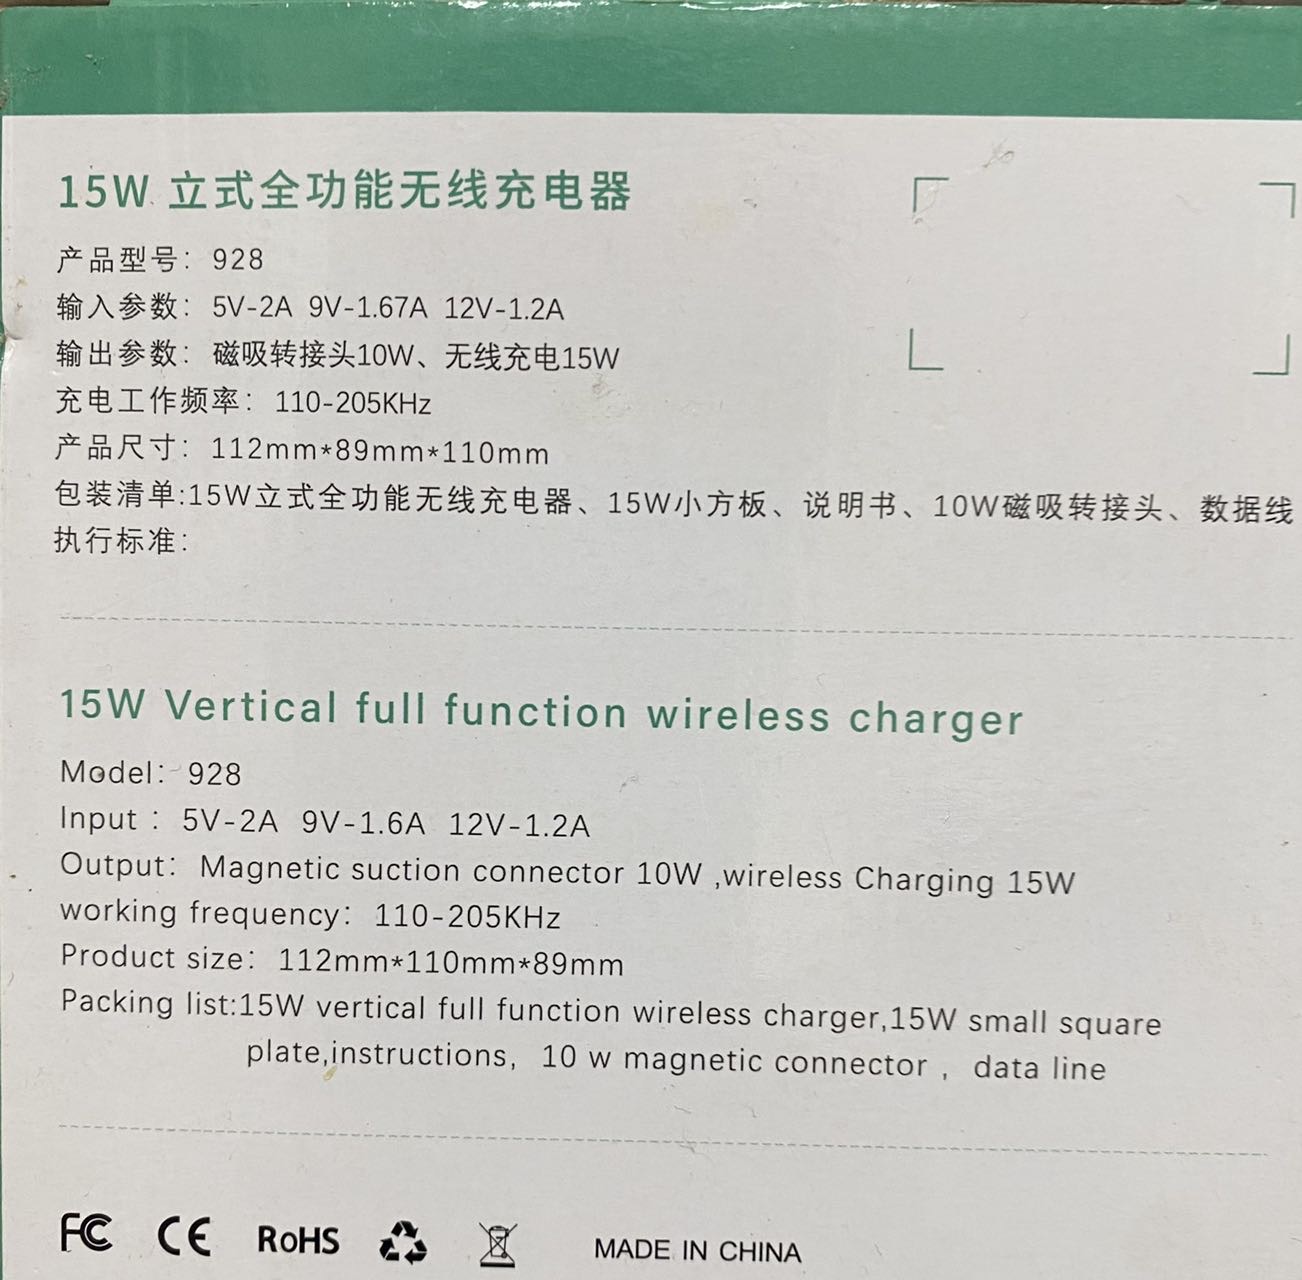 15W 立式全功能无线充电器
产品型号：928
输入参数：5V-2A 9V-1.67A 12V-1.2A
输出参数：磁吸转接头10W、无线充电15W
充电工作频率：110-205KHz
产品尺寸：112mm*89mm*110mm
包装清单:15W立式全功能无线充电器、15W小方板、说明书、10W磁吸转接头、数据线
执行标准:
15W Vertical full function wireless charger
Model： 928
Input： 5V-2A 9V-1.6A 12V-1.2A
Output： Magnetic suction connector 10W ,wireless Charging 15W
working frequency： 110-205KHz
Product size： 112mm*110mm*89mm
Packing list:15W vertical full function wireless charger,15W small square
plate,instructions, 10 w magnetic connector , data line
FC CE RoHS MADE IN CHINA